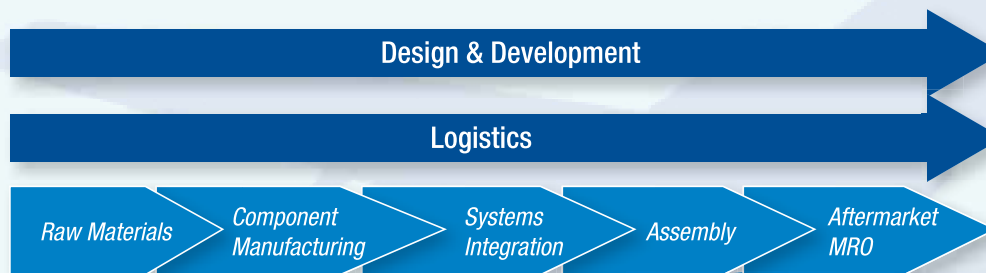 Design & Development
Logistics
Raw Materials
Component
Manufacturing
Systems
Integration
Assembly
Aftermarket
MRO